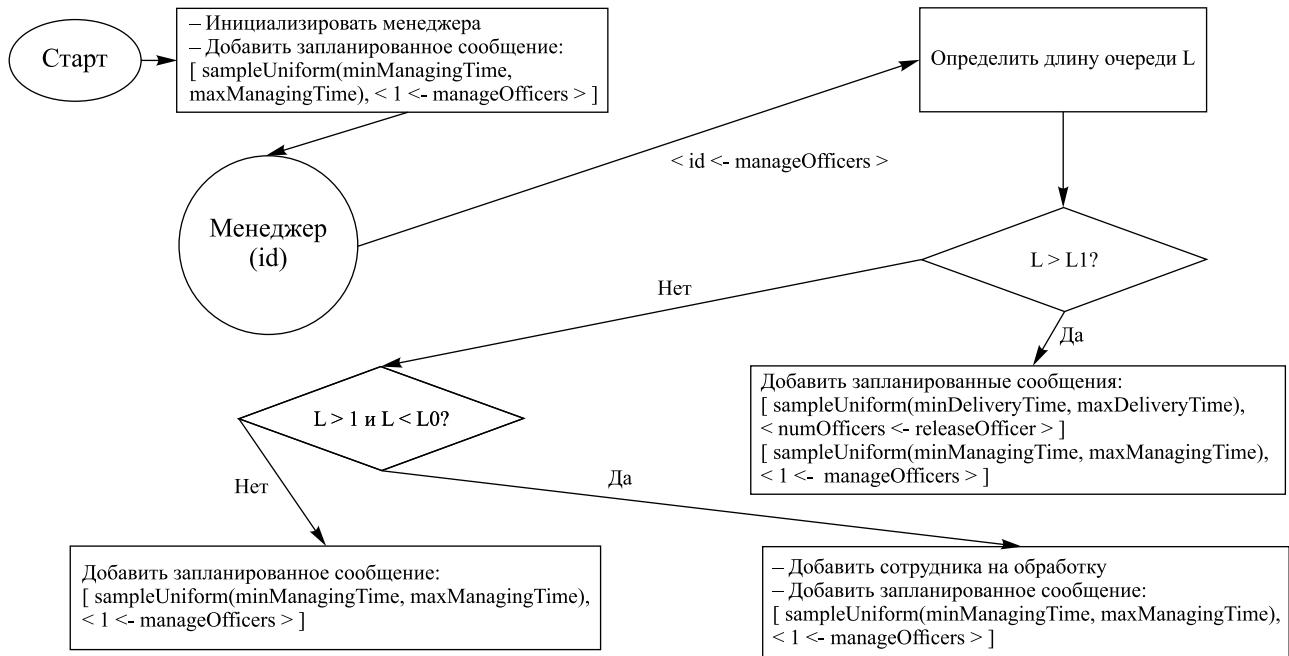 Старт
– Инициализировать менеджера
– Добавить запланированное сообщение:
[ sampleUniform(minManagingTime,
maxManagingTime), < 1 <- manageOfficers > ]
Определить длину очереди L
< id <- manageOfficers >
Менеджер
(id)
L > L1?
Нет
Да
Добавить запланированные сообщения:
[ sampleUniform(minDeliveryTime, maxDeliveryTime),
< numOfficers <- releaseOfficer > ]
[ sampleUniform(minManagingTime, maxManagingTime),
< 1 <- manageOfficers > ]
L > 1 и L < L0?
Нет
Да
Добавить запланированное сообщение:
[ sampleUniform(minManagingTime, maxManagingTime),
< 1 <- manageOfficers > ]
– Добавить сотрудника на обработку
– Добавить запланированное сообщение:
[ sampleUniform(minManagingTime, maxManagingTime),
< 1 <- manageOfficers > ]